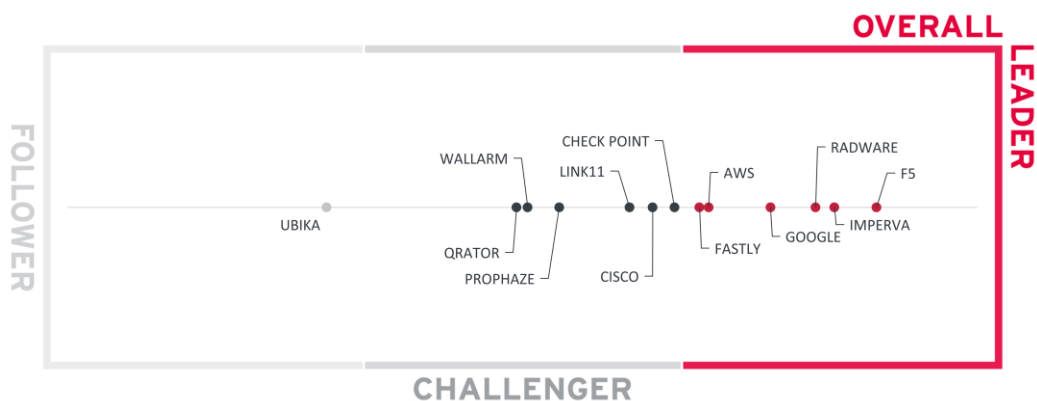 OVERALL
LEADER
FOLLOWER
CHECK POINT
RADWARE
WALLARM
LINK11
AWS
F5
UBIKA
IMPERVA
GOOGLE
QRATOR
FASTLY
PROPHAZE
CISCO
CHALLENGER